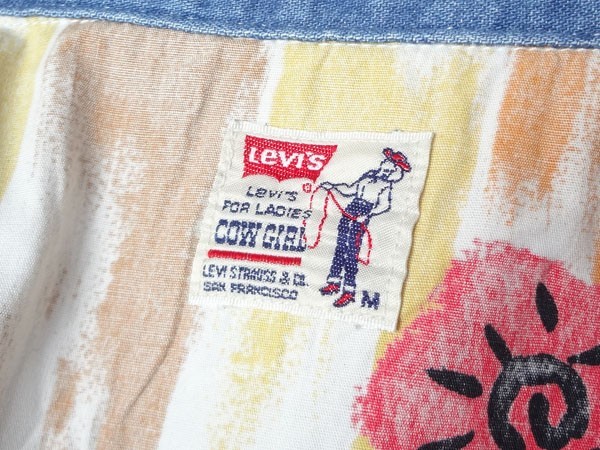 LEVI'S
®
LEVI'S
FOR LADIES
COW GIRL
LEVI STRAUSS & CO.
SAN FRANCISCO
M